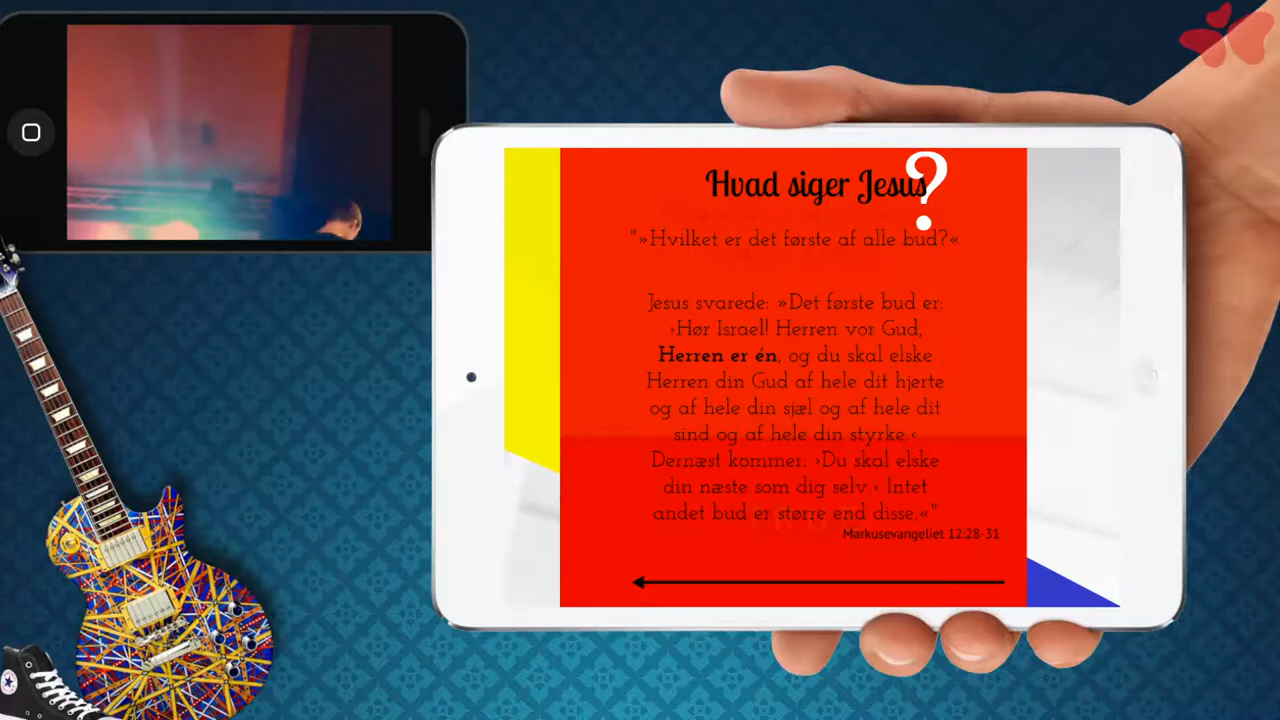 Hvad siger Jesus?
"»Hvilket er det første af alle bud?«
Jesus svarede: »Det første bud er:
›Hør Israel! Herren vor Gud,
Herren er én, og du skal elske
Herren din Gud af hele dit hjerte
og af hele din sjæl og af hele dit
sind og af hele din styrke.‹
Dernæst kommer: ›Du skal elske
din næste som dig selv.‹ Intet
andet bud er større end disse.«"
Markusevangeliet 12:28-31